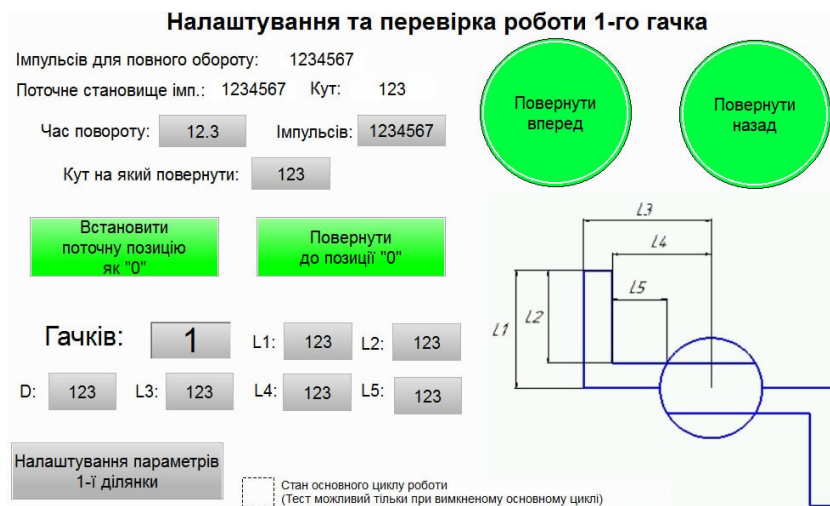 Налаштування та перевірка роботи 1-го гачка
Імпульсів для повного обороту: 1234567
Поточне становище імп.: 1234567 Кут: 123
Час повороту: 12.3 Імпульсів: 1234567
Кут на який повернути: 123
Повернути
вперед
Повернути
назад
Встановити
поточну позицію
як "0"
Повернути
до позиції "0"
L3
L4
L5
L1
L2
Гачків: 1 L1: 123 L2: 123
D: 123 L3: 123 L4: 123 L5: 123
Налаштування параметрів
1-ї ділянки
Стан основного циклу роботи
(Тест можливий тільки при вимкненому основному циклі)